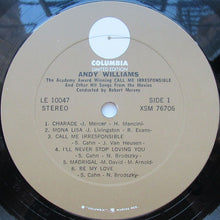 COLUMBIA
LIMITED EDITION
ANDY WILLIAMS
The Academy Award Winning CALL ME IRRESPONSIBLE
And Other Hit Songs From the Movies
Conducted by Robert Mersey
LE 10047 SIDE 1
STEREO XSM 76706
1. CHARADE -J. Mercer - H. Mancini-
2. MONA LISA -J. Livingston - R. Evans-
3. CALL ME IRRESPONSIBLE
-S. Cahn - J. Van Heusen-
4. I'LL NEVER STOP LOVING YOU
-S. Cahn - N. Brodszky-
5. MADRIGAL -M. David - M. Arnold-
6. BE MY LOVE
-S. Cahn - N. Brodszky-